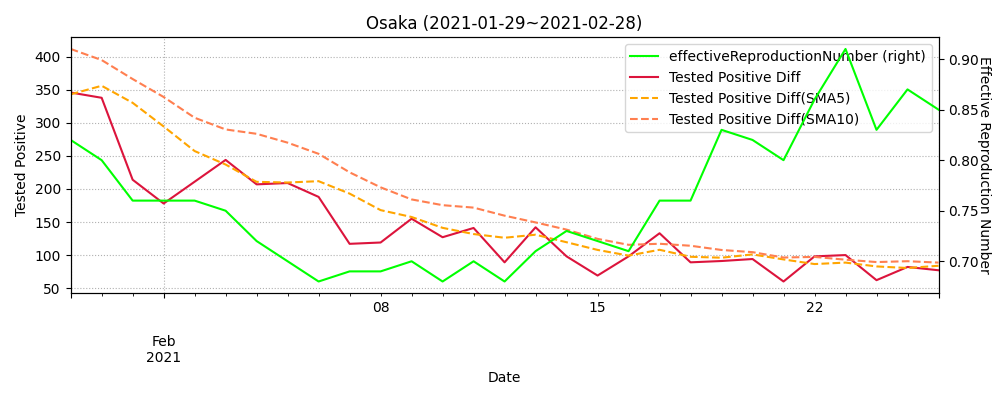 Osaka (2021-01-29~2021-02-28)
effectiveReproductionNumber (right)
Tested Positive Diff
Tested Positive Diff(SMA5)
Tested Positive Diff(SMA10)
Tested Positive
400
350
300
250
200
150
100
50
Effective Reproduction Number
0.90
0.85
0.80
0.75
0.70
08
15
22
Feb
2021
Date